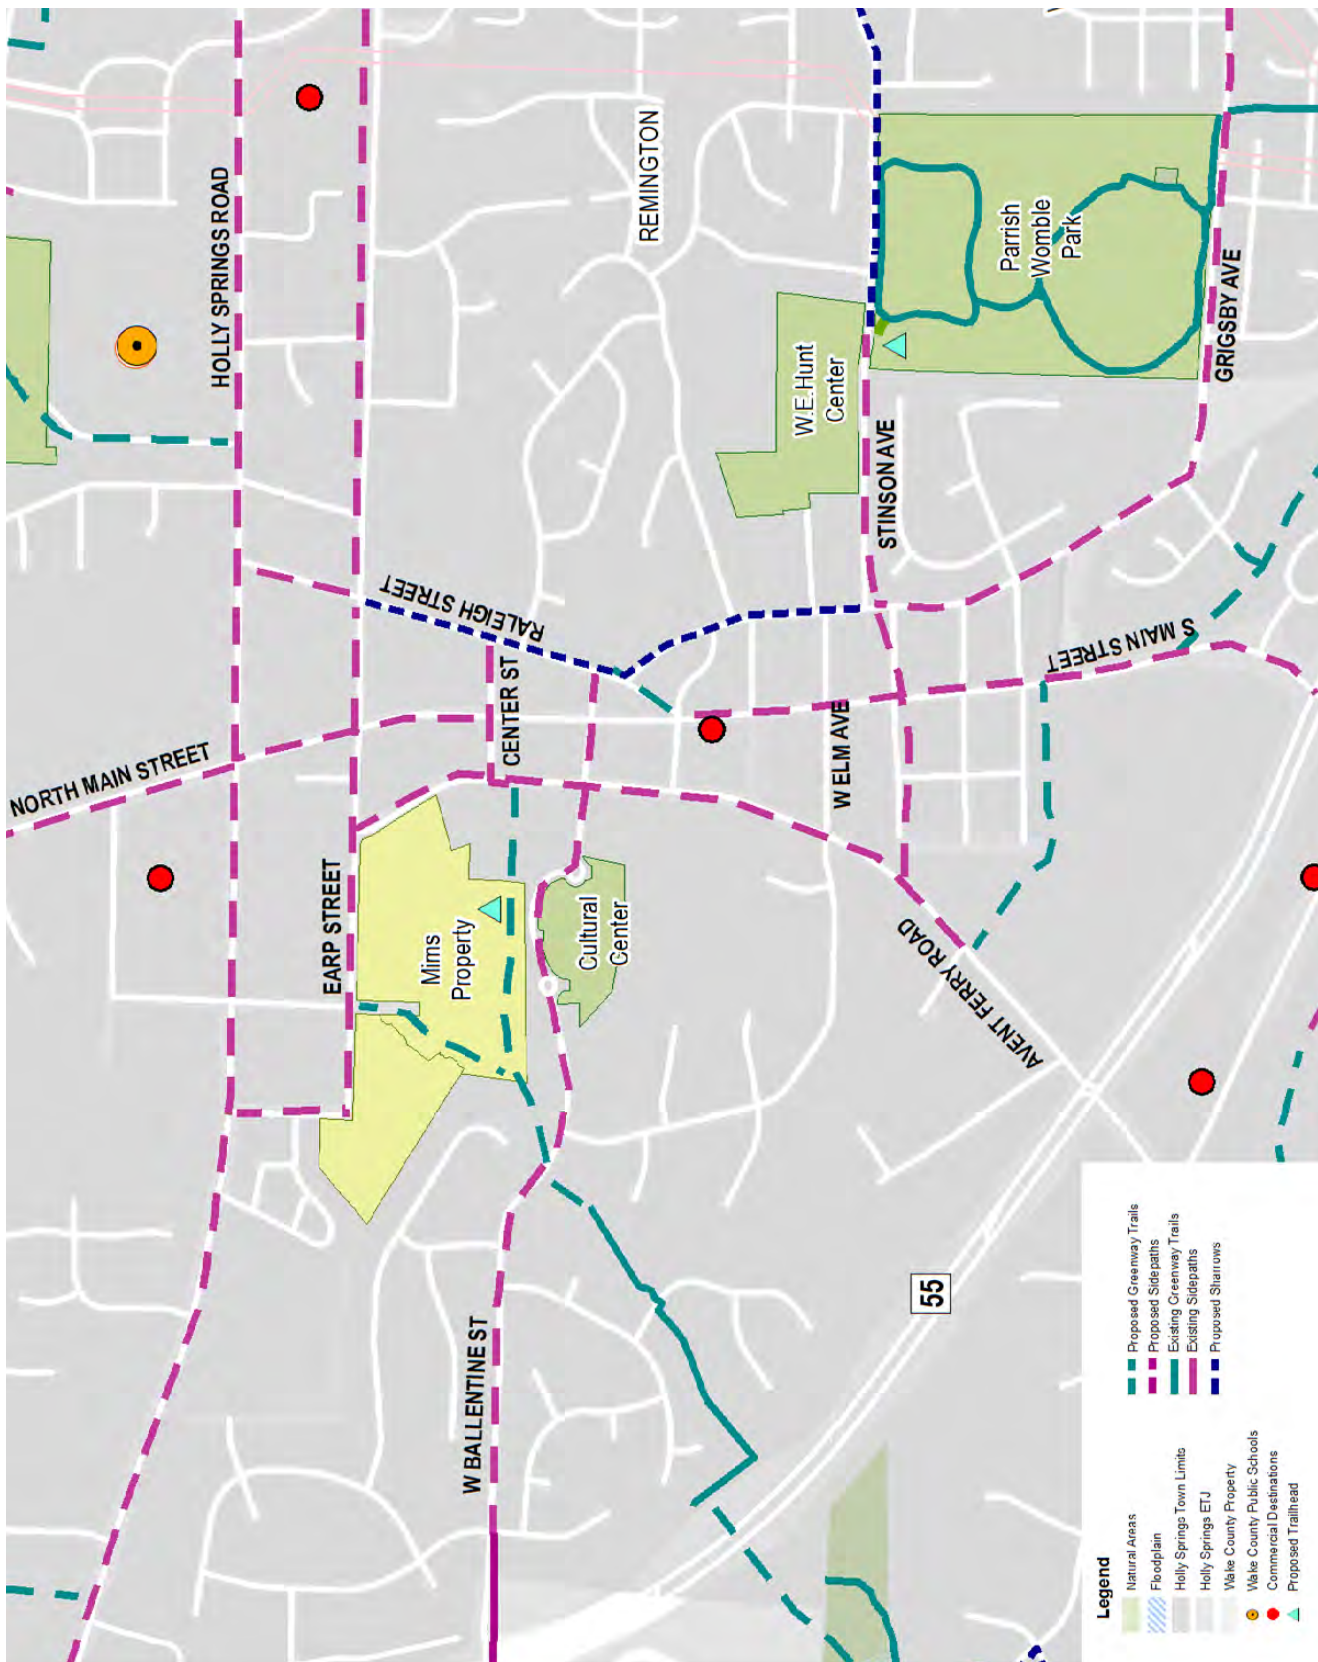 HOLLY SPRINGS ROAD
REMINGTON
Parrish
Womble
Park
GRIGSBY AVE
W.E.Hunt
Center
STINSON AVE
RALEIGH STREET
CENTER ST
S MAIN STREET
W ELM AVE
NORTH MAIN STREET
EARP STREET
Mims
Property
Cultural
Center
AVENT FERRY ROAD
55
W BALLENTINE ST
Legend
Natural Areas
Floodplain
Holly Springs Town Limits
Holly Springs ETJ
Wake County Property
Wake County Public Schools
Commercial Destinations
Proposed Trailhead
Proposed Greenway Trails
Proposed Sidepaths
Existing Greenway Trails
Existing Sidepaths
Proposed Sharrows